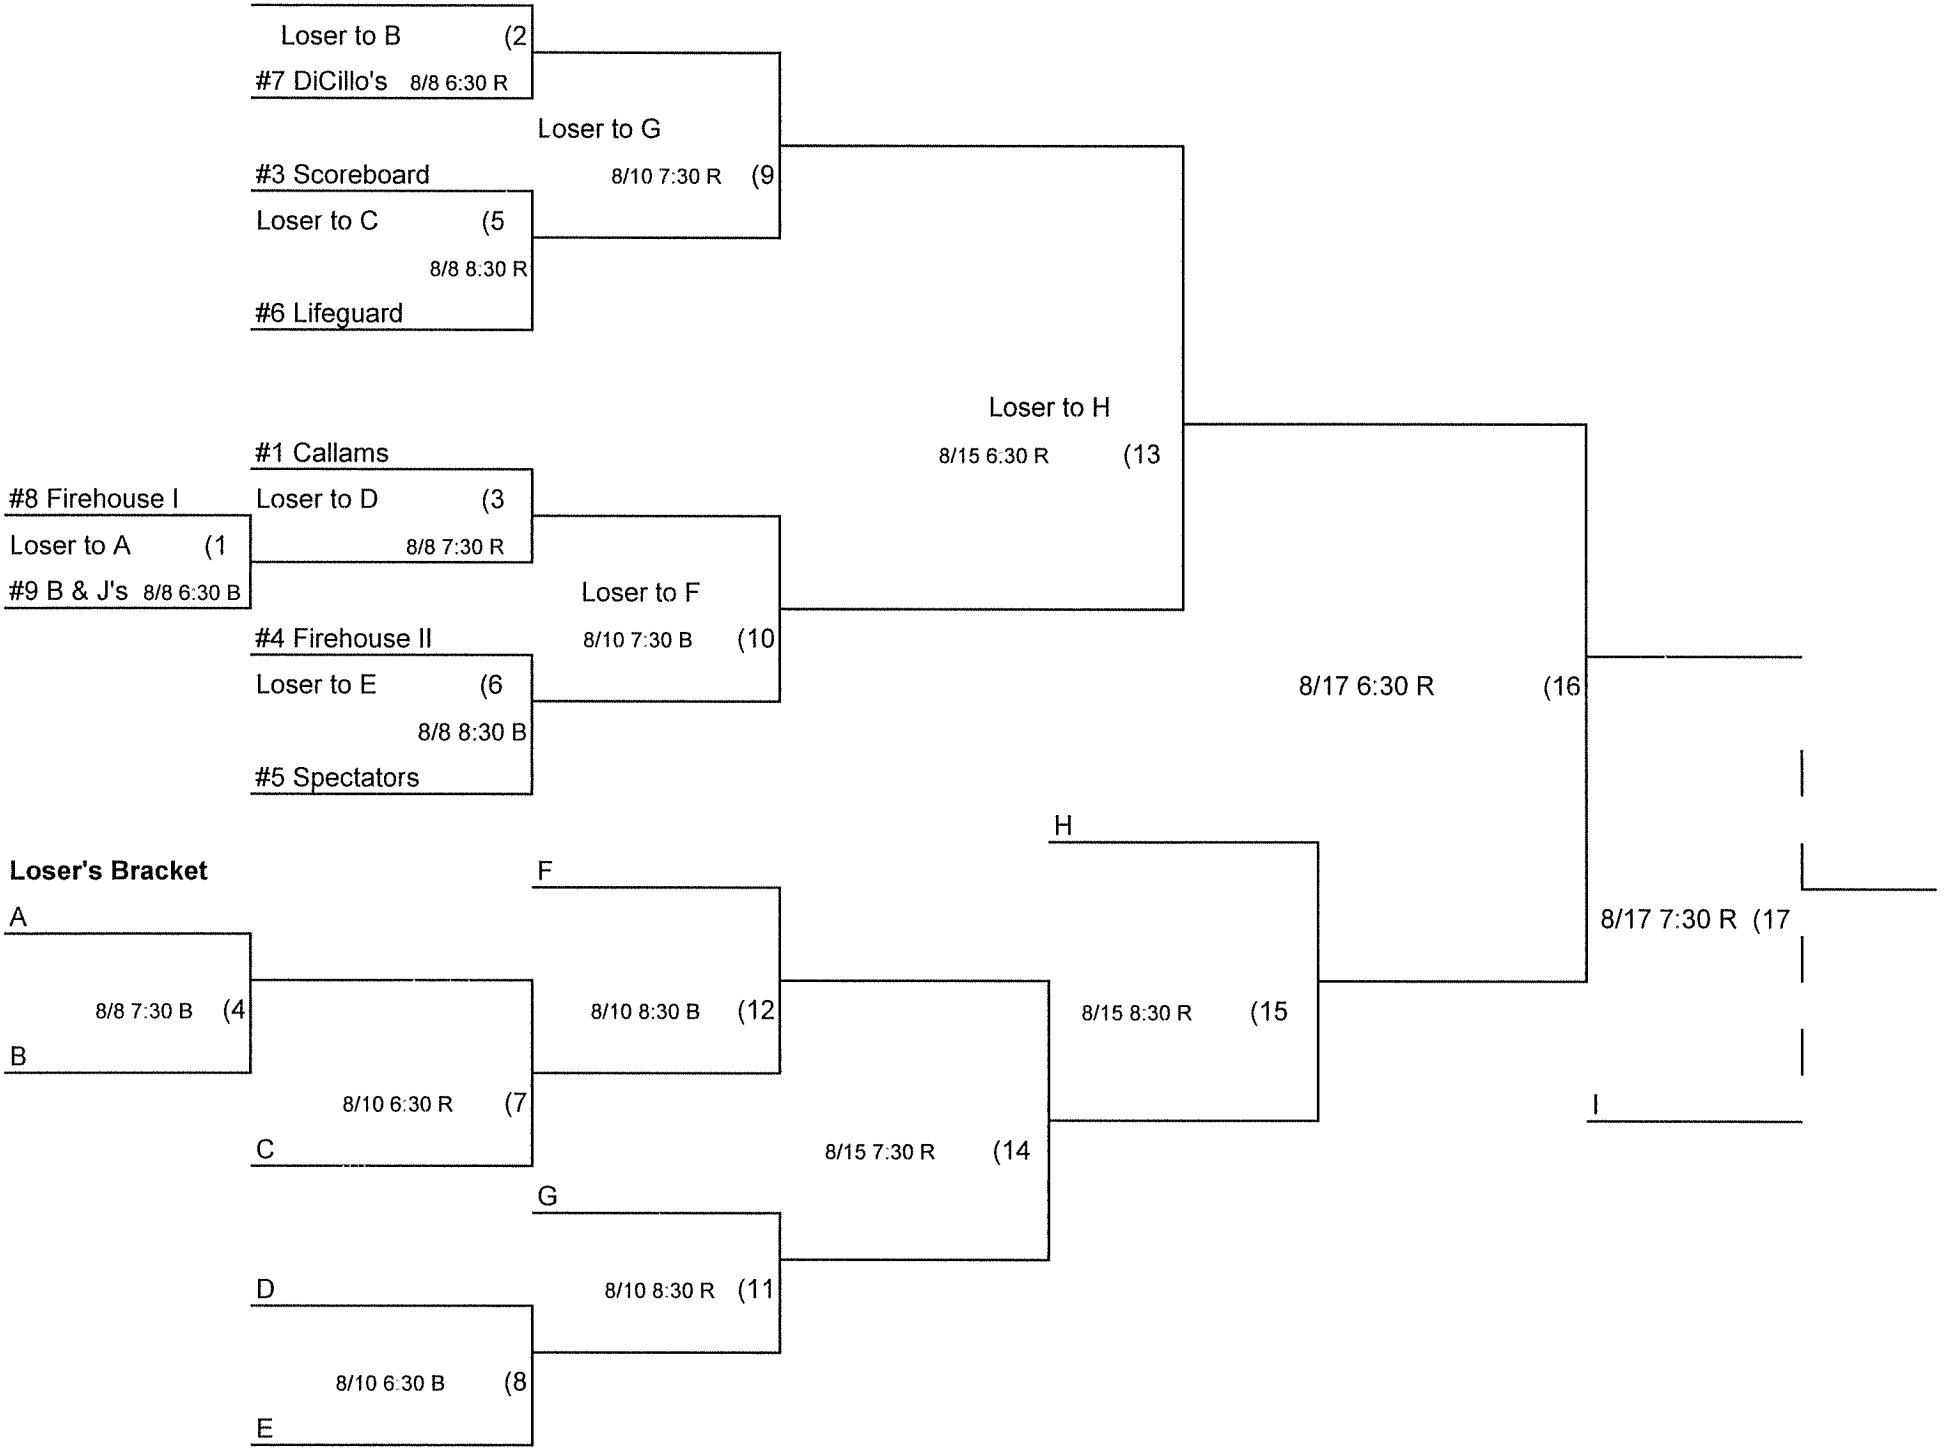 Loser to B (2
#7 DiCillo's 8/8 6:30 R
Loser to G
#3 Scoreboard 8/10 7:30 R (9
Loser to C (5
8/8 8:30 R
#6 Lifeguard
Loser to H
#1 Callams 8/15 6:30 R (13
#8 Firehouse I Loser to D (3
Loser to A (1 8/8 7:30 R
#9 B & J's 8/8 6:30 B Loser to F
#4 Firehouse II 8/10 7:30 B (10
Loser to E (6 8/17 6:30 R (16
8/8 8:30 B
#5 Spectators
H
Loser's Bracket F
A 8/17 7:30 R (17
8/8 7:30 B (4 8/10 8:30 B (12 8/15 8:30 R (15
B
8/10 6:30 R (7 I
C 8/15 7:30 R (14
G
D 8/10 8:30 R (11
8/10 6:30 B (8
E